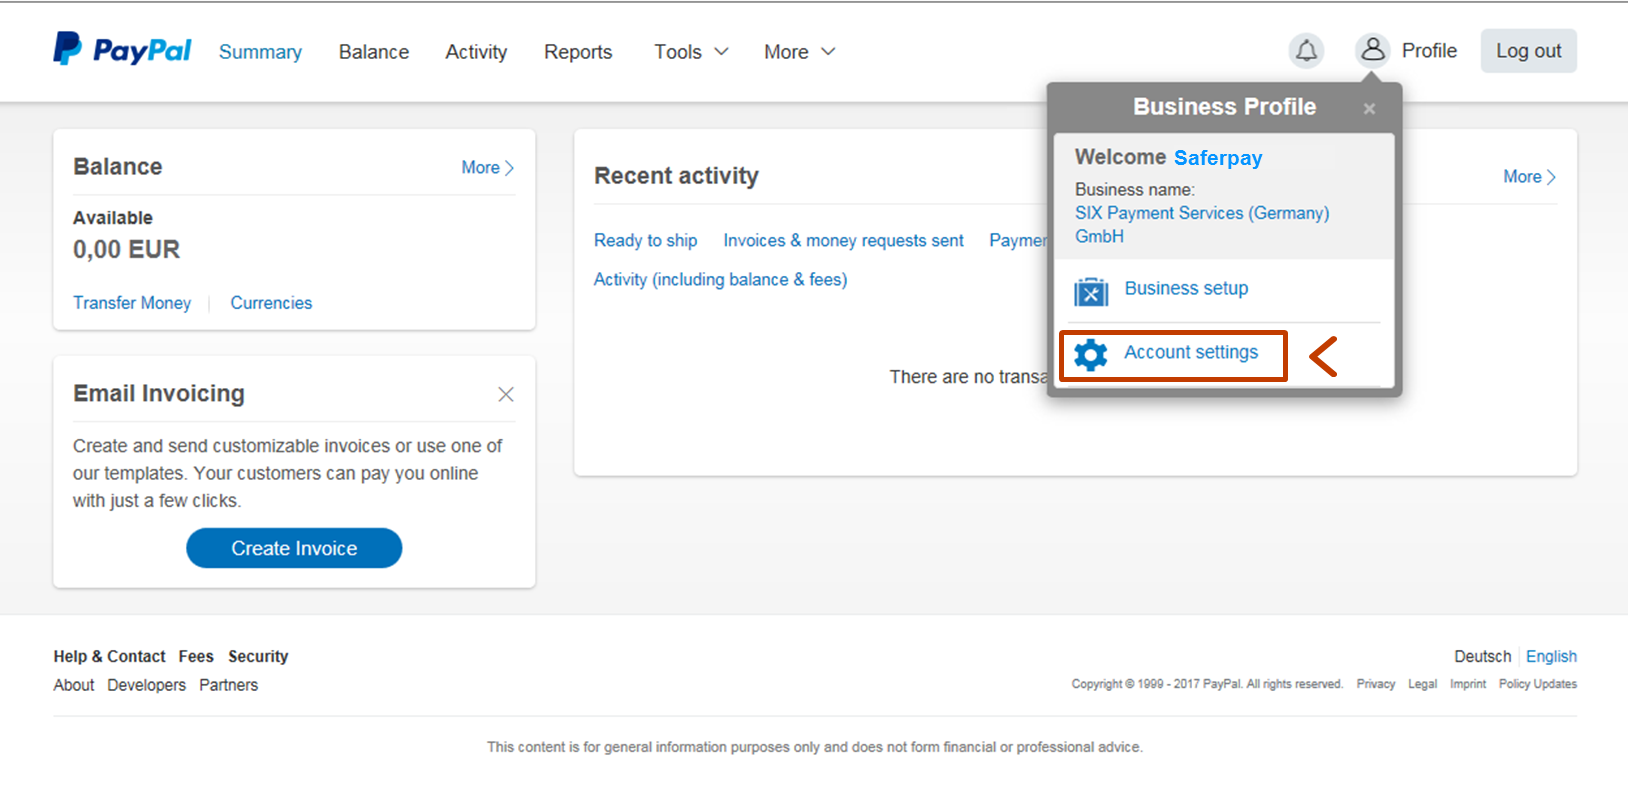 PayPal Summary Balance Activity Reports Tools More Profile Log out
Business Profile ×
Welcome Saferpay
Business name:
SIX Payment Services (Germany)
GmbH
Business setup
Account settings
Balance More
Available
0,00 EUR
Transfer Money Currencies
Recent activity More
Ready to ship Invoices & money requests sent
Activity (including balance & fees)
There are no
Email Invoicing
Create and send customizable invoices or use one of
our templates. Your customers can pay you online
with just a few clicks.
Create Invoice
Help & Contact Fees Security
About Developers Partners
Deutsch English
Copyright © 1999 - 2017 PayPal. All rights reserved. Privacy Legal Imprint Policy Updates
This content is for general information purposes only and does not form financial or professional advice.